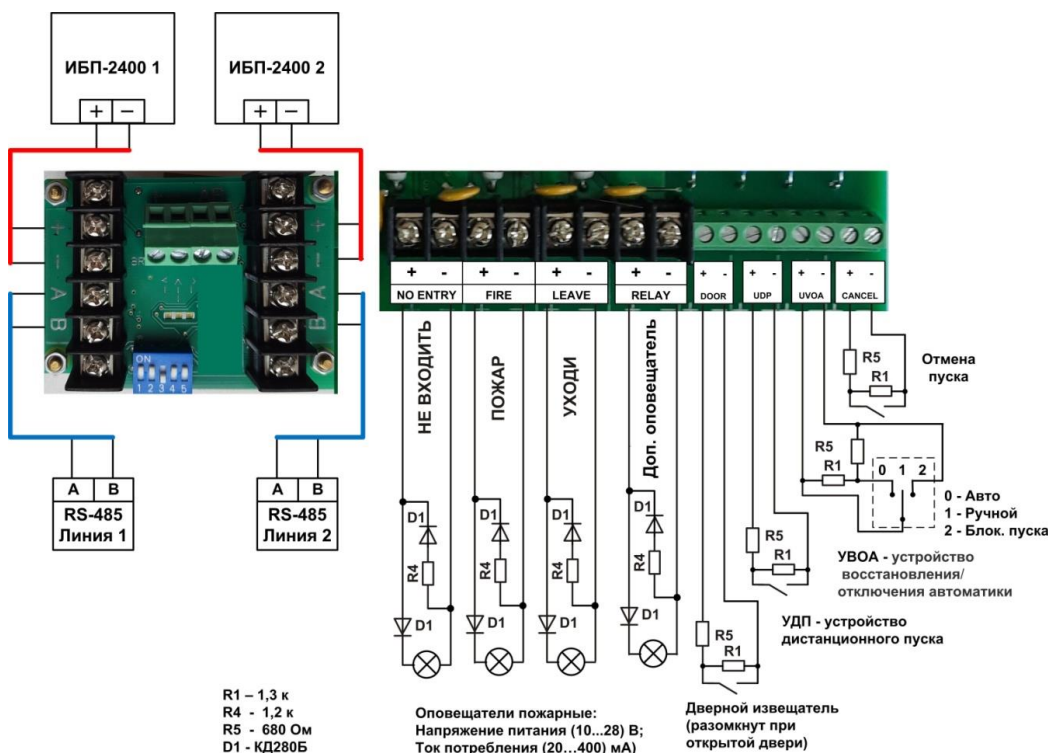 ИБП-2400 1
+ −
ИБП-2400 2
+ −
+
−
A
B
+
−
A
B
ON
1 2 3 4 5
A B
RS-485
Линия 1
A B
RS-485
Линия 2
+ - + - + - + - + - + - + - + -
NO ENTRY FIRE LEAVE RELAY DOOR UDP UVOA CANCEL
НЕ ВХОДИТЬ
ПОЖАР
УХОДИ
Доп. оповещатель
D1
R4
D1
D1
R4
D1
D1
R4
D1
D1
R4
D1
R5
R1
Отмена
пуска
R5
R1
0 1 2
0 - Авто
1 - Ручной
2 - Блок. пуска
R5
R1
УВОА - устройство
восстановления/
отключения автоматики
R5
R1
УДП - устройство
дистанционного пуска
R1 – 1,3 к
R4 - 1,2 к
R5 - 680 Ом
D1 - КД280Б
Оповещатели пожарные:
Напряжение питания (10...28) В;
Ток потребления (20...400) мА)
Дверной извещатель
(разомкнут при
открытой двери)